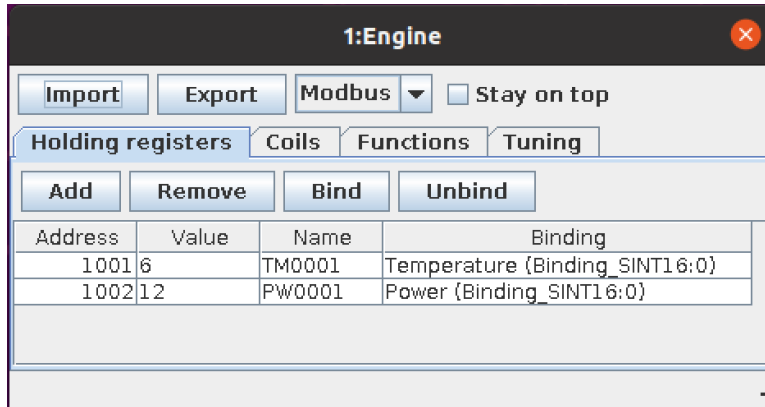 1:Engine
Import Export Modbus Stay on top
Holding registers Coils Functions Tuning
Add Remove Bind Unbind
Address Value Name Binding
1001 6 TM0001 Temperature (Binding_SINT16:0)
1002 12 PW0001 Power (Binding_SINT16:0)